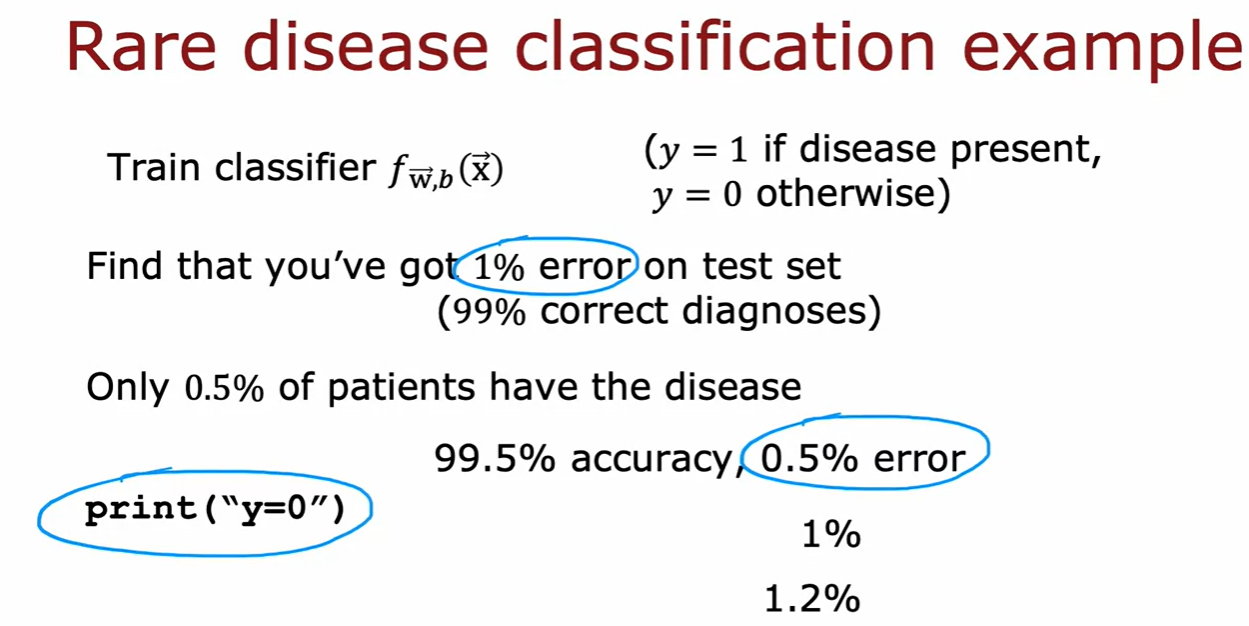 Rare disease classification example
Train classifier f_{\vec{w},b}(\vec{x})
(y = 1 if disease present,
y = 0 otherwise)
Find that you’ve got 1% error on test set
(99% correct diagnoses)
Only 0.5% of patients have the disease
99.5% accuracy, 0.5% error
print(“y=0”)
1%
1.2%